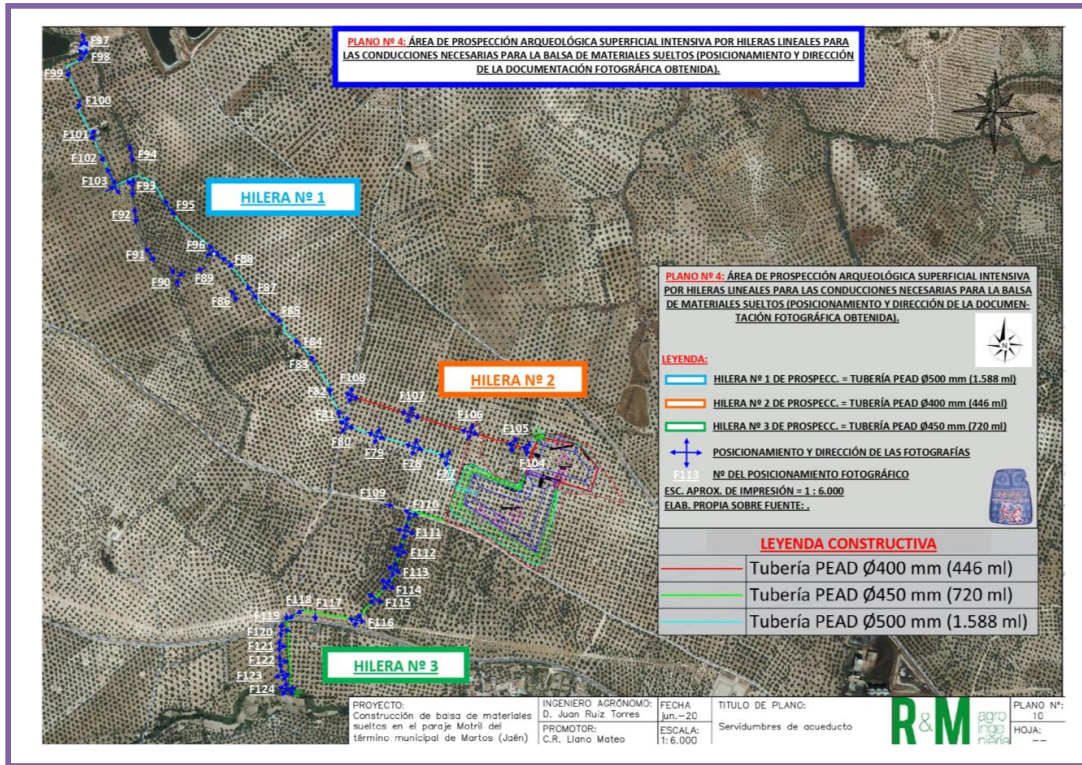 PLANO Nº 4: ÁREA DE PROSPECCIÓN ARQUEOLÓGICA SUPERFICIAL INTENSIVA POR HILERAS LINEALES PARA
LAS CONDUCCIONES NECESARIAS PARA LA BALSA DE MATERIALES SUELTOS (POSICIONAMIENTO Y DIRECCIÓN
DE LA DOCUMENTACIÓN FOTOGRÁFICA OBTENIDA).
F97
F98
F99
F100
F101
F102
F94
F103
F93
F95
F92
HILERA Nº 1
F96
F91
F88
F89
F90
F87
F86
F85
F84
F83
F82
F108
F81
F107
F80
F79
F106
F78
F105
F77
F104
HILERA Nº 2
F109
F110
F111
F112
F113
F114
F115
F118
F117
F119
F116
F120
F121
F122
F123
F124
HILERA Nº 3
PLANO Nº 4: ÁREA DE PROSPECCIÓN ARQUEOLÓGICA SUPERFICIAL INTENSIVA
POR HILERAS LINEALES PARA LAS CONDUCCIONES NECESARIAS PARA LA BALSA
DE MATERIALES SUELTOS (POSICIONAMIENTO Y DIRECCIÓN DE LA DOCUMEN-
TACIÓN FOTOGRÁFICA OBTENIDA).
N
LEYENDA:
HILERA Nº 1 DE PROSPECC. = TUBERÍA PEAD Ø500 mm (1.588 ml)
HILERA Nº 2 DE PROSPECC. = TUBERÍA PEAD Ø400 mm (446 ml)
HILERA Nº 3 DE PROSPECC. = TUBERÍA PEAD Ø450 mm (720 ml)
POSICIONAMIENTO Y DIRECCIÓN DE LAS FOTOGRAFÍAS
F113 Nº DEL POSICIONAMIENTO FOTOGRÁFICO
ESC. APROX. DE IMPRESIÓN = 1 : 6.000
ELAB. PROPIA SOBRE FUENTE: .
LEYENDA CONSTRUCTIVA
Tubería PEAD Ø400 mm (446 ml)
Tubería PEAD Ø450 mm (720 ml)
Tubería PEAD Ø500 mm (1.588 ml)
PROYECTO:
Construcción de balsa de materiales
sueltos en el paraje Motril del
término municipal de Martos (Jaén)
INGENIERO AGRÓNOMO:
D. Juan Ruiz Torres
PROMOTOR:
C.R. Llano Mateo
FECHA
jun.-20
ESCALA:
1: 6.000
TITULO DE PLANO:
Servidumbres de acueducto
R&M
agro
inge
niería
PLANO Nº:
10
HOJA:
--